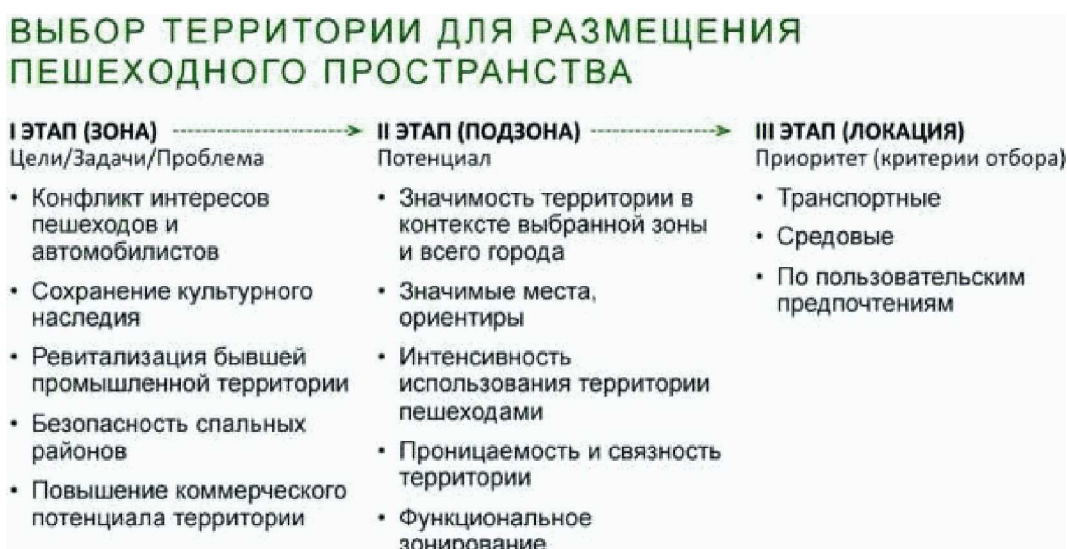 ВЫБОР ТЕРРИТОРИИ ДЛЯ РАЗМЕЩЕНИЯ
ПЕШЕХОДНОГО ПРОСТРАНСТВА
I ЭТАП (ЗОНА)
Цели/Задачи/Проблема
• Конфликт интересов
пешеходов и
автомобилистов
• Сохранение культурного
наследия
• Ревитализация бывшей
промышленной территории
• Безопасность спальных
районов
• Повышение коммерческого
потенциала территории
II ЭТАП (ПОДЗОНА)
Потенциал
• Значимость территории в
контексте выбранной зоны
и всего города
• Значимые места,
ориентиры
• Интенсивность
использования территории
пешеходами
• Проницаемость и связность
территории
• Функциональное
зонирование
III ЭТАП (ЛОКАЦИЯ)
Приоритет (критерии отбора)
• Транспортные
• Средовые
• По пользовательским
предпочтениям